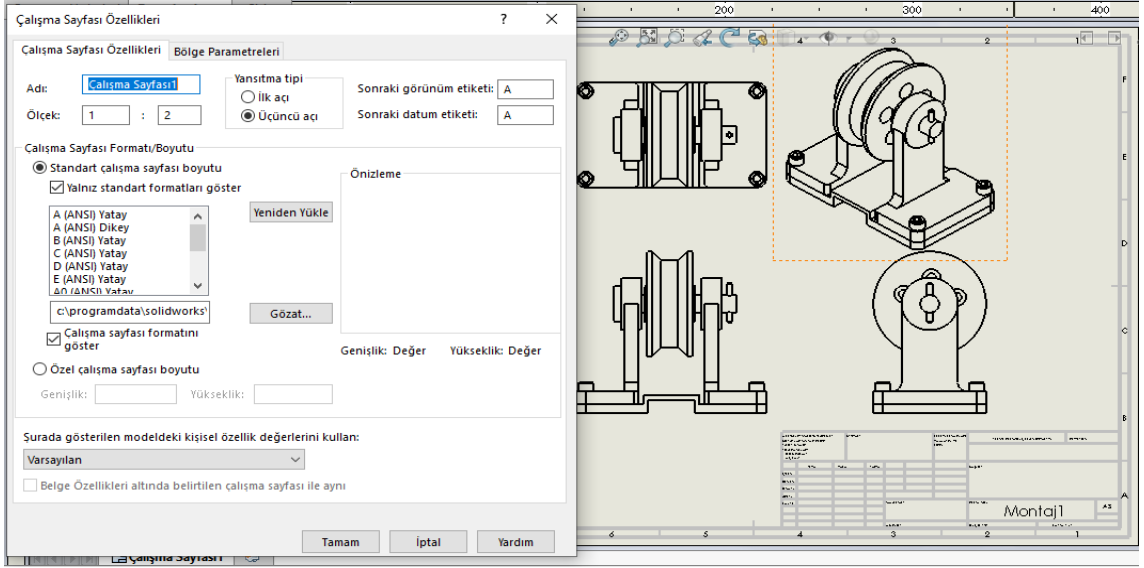 Çalışma Sayfası Özellikleri
Çalışma Sayfası Özellikleri Bölge Parametreleri
Adı: Çalışma Sayfası1
Ölçek: 1 : 2
Yansıtma tipi
İlk açı
Üçüncü açı
Sonraki görünüm etiketi: A
Sonraki datum etiketi: A
Çalışma Sayfası Formatı/Boyutu
Standart çalışma sayfası boyutu
Yalnız standart formatları göster
A (ANSI) Yatay
A (ANSI) Dikey
B (ANSI) Yatay
C (ANSI) Yatay
D (ANSI) Yatay
E (ANSI) Yatay
A0 (ANSI) Yatay
Yeniden Yükle
c:\programdata\solidworks\
Gözat...
Çalışma sayfası formatını
göster
Özel çalışma sayfası boyutu
Genişlik: Yükseklik:
Önizleme
Genişlik: Değer Yükseklik: Değer
Şurada gösterilen modeldeki kişisel özellik değerlerini kullan:
Varsayılan
Belge Özellikleri altında belirtilen çalışma sayfası ile aynı
Tamam İptal Yardım
Çalışma Sayfası1
200 300 400
4 3 2 1
F
E
D
C
B
A
Montaj1 A3
6 5 4 3 2 1